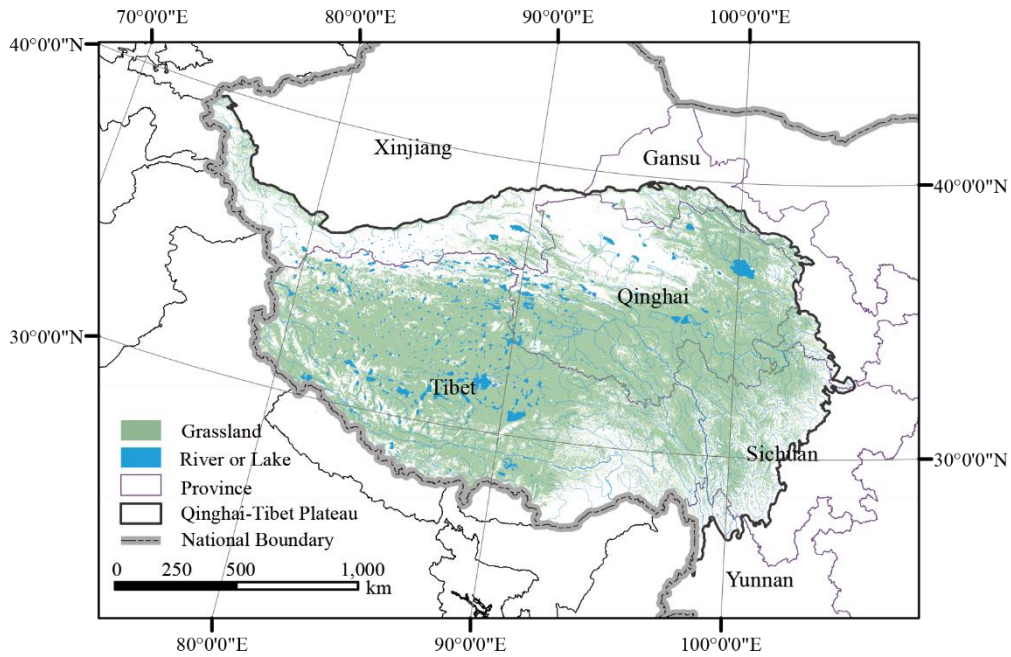 70°0'0"E 80°0'0"E 90°0'0"E 100°0'0"E
40°0'0"N
Xinjiang
Gansu
40°0'0"N
Qinghai
30°0'0"N
Tibet
Grassland
River or Lake
Sichuan
30°0'0"N
Province
Qinghai-Tibet Plateau
National Boundary
0 250 500 1,000
km
Yunnan
80°0'0"E 90°0'0"E 100°0'0"E